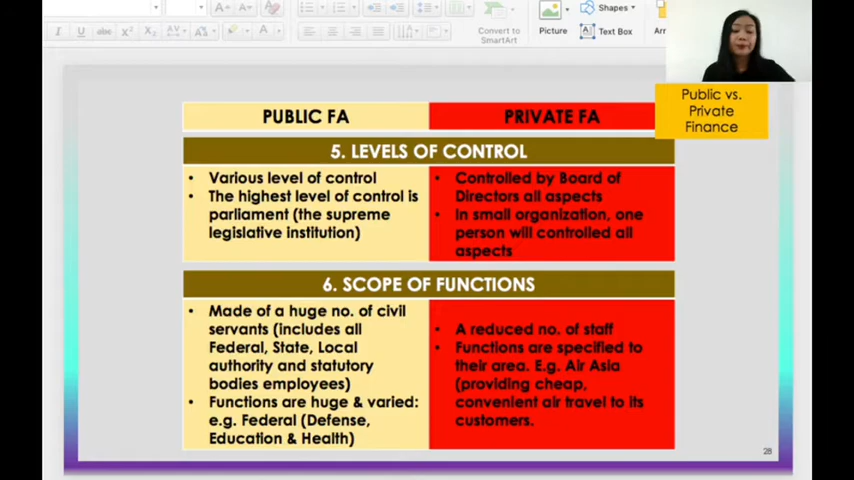 A
A
A
I
U
abc
X²
X₂
AV
A
A
Convert to
SmartArt
Picture
Shapes
Text Box
Arr
Public vs.
Private
Finance
PUBLIC FA
PRIVATE FA
5. LEVELS OF CONTROL
• Various level of control
• The highest level of control is
parliament (the supreme
legislative institution)
• Controlled by Board of
Directors all aspects
• In small organization, one
person will controlled all
aspects
6. SCOPE OF FUNCTIONS
• Made of a huge no. of civil
servants (includes all
Federal, State, Local
authority and statutory
bodies employees)
• Functions are huge & varied:
e.g. Federal (Defense,
Education & Health)
• A reduced no. of staff
• Functions are specified to
their area. E.g. Air Asia
(providing cheap,
convenient air travel to its
customers.
28